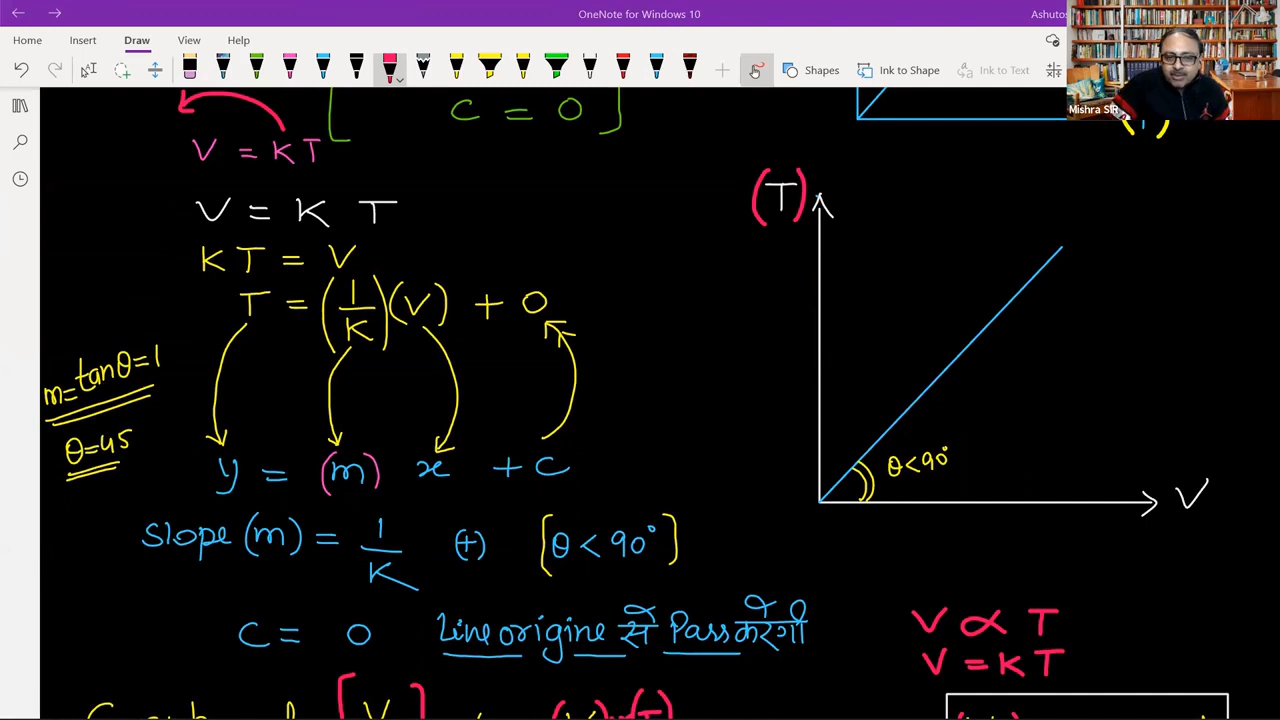 OneNote for Windows 10
Ashutos
Home Insert Draw View Help
Shapes Ink to Shape Ink to Text
Mishra SIR
C = 0
V = KT
V = K T
KT = V
T = (1/K) (V) + 0
m = tanθ = 1
θ = 45
y = (m) x + C
Slope (m) = 1/K (+) [θ < 90°]
C = 0 Line origine से Pass करेगी
(T)
θ < 90°
V
V ∝ T
V = KT
[V] (T)